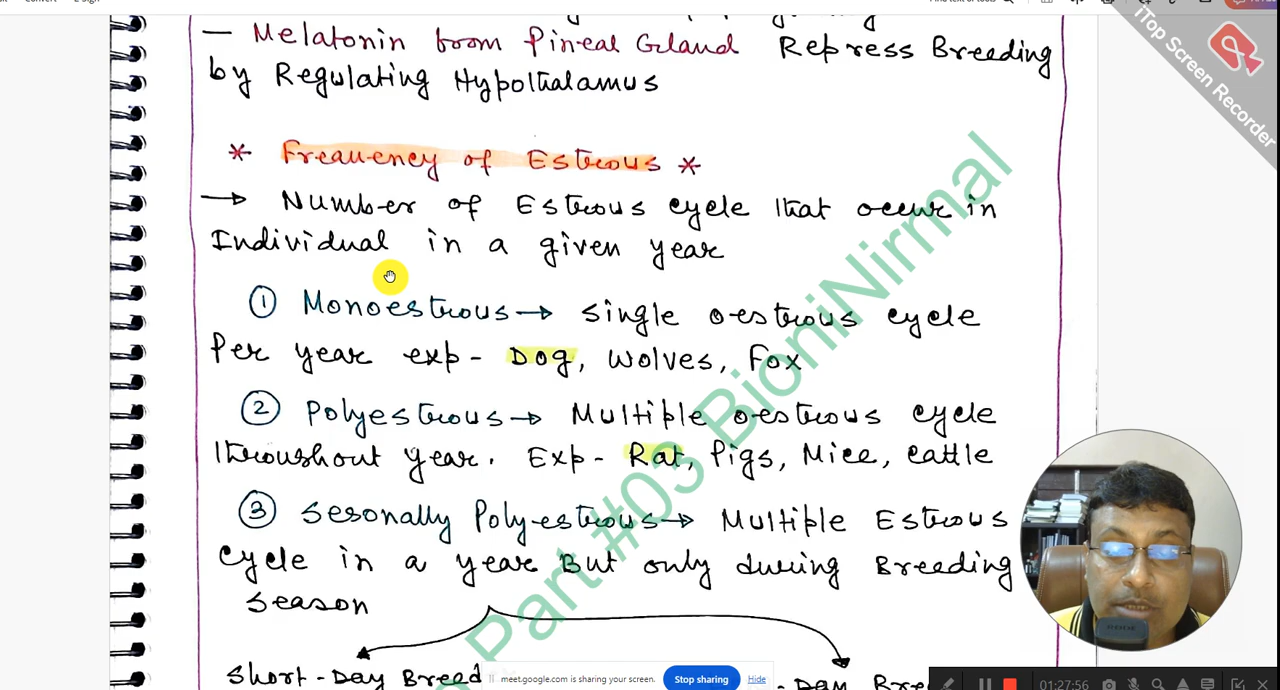 — Melatonin from Pineal Gland Repress Breeding
by Regulating Hypothalamus
* Frequency of Estrous *
→ Number of Estrous cycle that occur in
Individual in a given year
① Monoestrous → single oestrous cycle
Per year exp - Dog, wolves, Fox
② Polyestrous → Multiple oestrous cycle
throushout year. Exp - Rat, Pigs, Mice, cattle
③ Sesonally Poly-estrous → Multiple Estrous
cycle in a year But only during Breeding
season
Short - Day
Part #03 BioniNirmal
iTop Screen Recorder
RODE
meet.google.com is sharing your screen.
Stop sharing
Hide
01:27:56